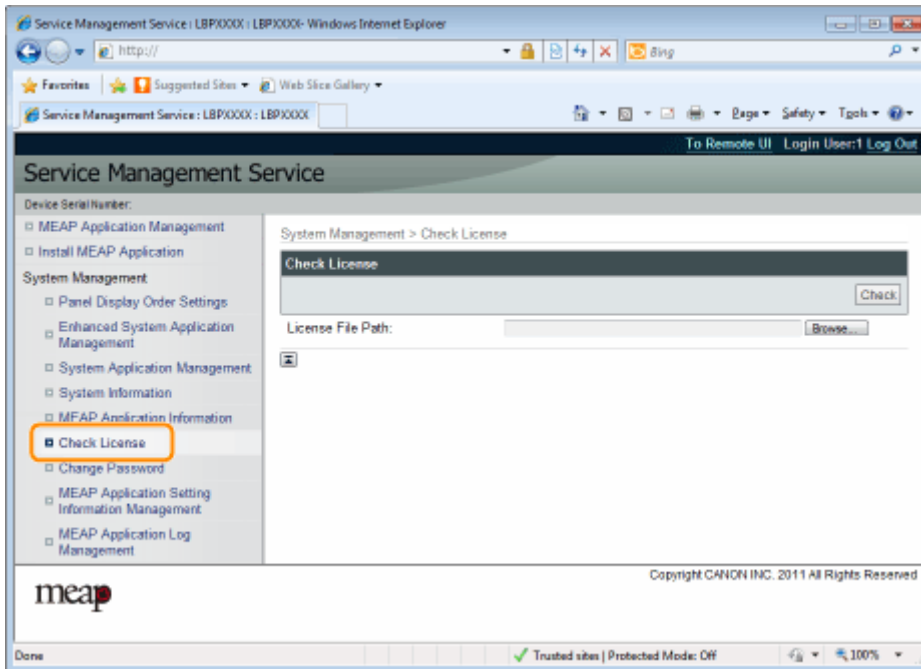 Service Management Service : LBPXXXX : LBPXXXX- Windows Internet Explorer
http://
Bing
Favorites Suggested Sites Web Slice Gallery
Service Management Service : LBPXXXX : LBPXXXX
Page Safety Tools
To Remote UI Login User:1 Log Out
Service Management Service
Device Serial Number:
MEAP Application Management
Install MEAP Application
System Management
Panel Display Order Settings
Enhanced System Application
Management
System Application Management
System Information
MEAP Application Information
Check License
Change Password
MEAP Application Setting
Information Management
MEAP Application Log
Management
System Management > Check License
Check License
Check
License File Path:
Browse...
Copyright CANON INC. 2011 All Rights Reserved
meap
Done
Trusted sites | Protected Mode: Off
100%